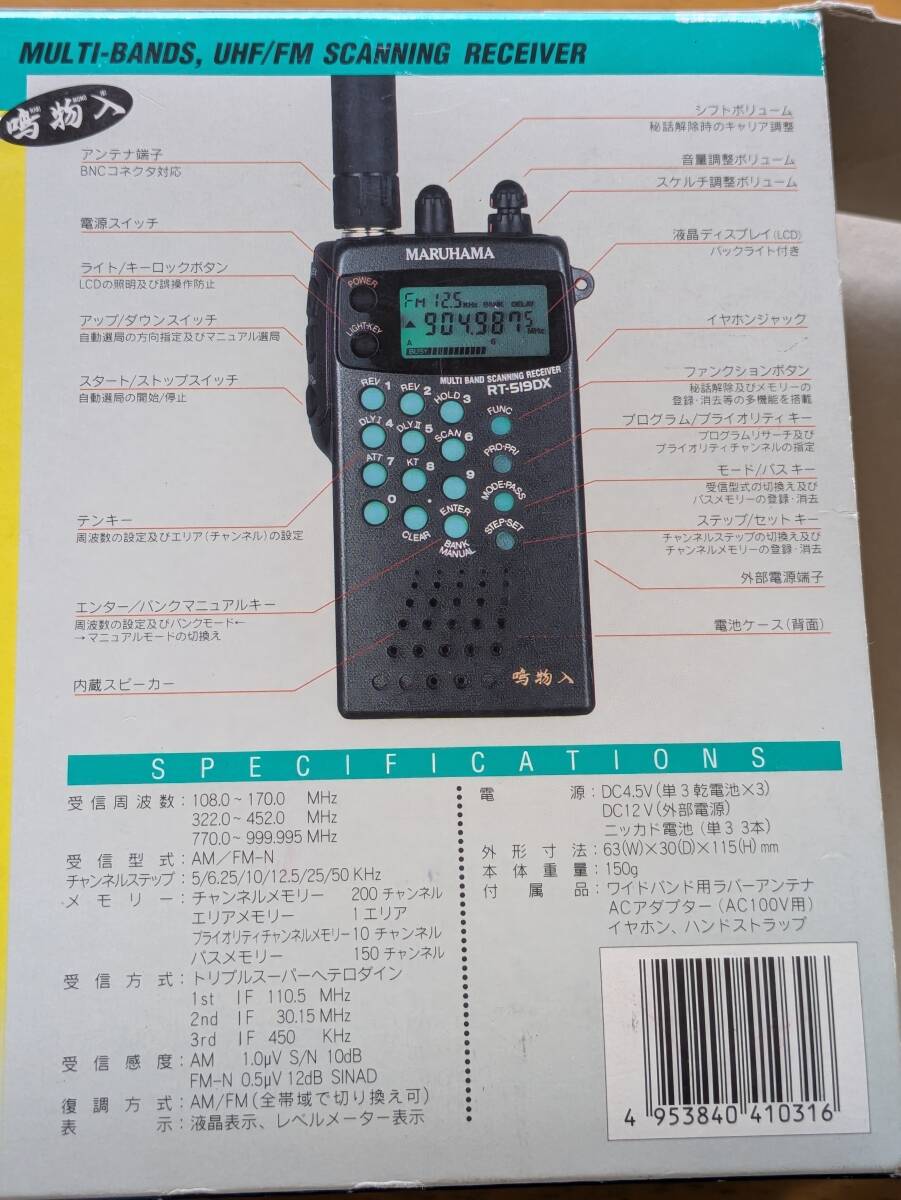 MULTI-BANDS, UHF/FM SCANNING RECEIVER
鳴物入
アンテナ端子
BNCコネクタ対応
電源スイッチ
ライト/キーロックボタン
LCDの照明及び誤操作防止
アップ/ダウンスイッチ
自動選局の方向指定及びマニュアル選局
スタート/ストップスイッチ
自動選局の開始/停止
テンキー
周波数の設定及びエリア(チャンネル)の設定
エンター/バンクマニュアルキー
周波数の設定及びバンクモード←
→マニュアルモードの切換え
内蔵スピーカー
シフトボリューム
秘話解除時のキャリア調整
音量調整ボリューム
スケルチ調整ボリューム
液晶ディスプレイ(LCD)
バックライト付き
イヤホンジャック
ファンクションボタン
秘話解除及びメモリーの
登録・消去等の多機能を搭載
プログラム/プライオリティキー
プログラムリサーチ及び
プライオリティチャンネルの指定
モード/パスキー
受信型式の切換え及び
パスメモリーの登録・消去
ステップ/セットキー
チャンネルステップの切換え及び
チャンネルメモリーの登録・消去
外部電源端子
電池ケース(背面)
MARUHAMA
POWER
LIGHT•KEY
FM 12.5 KHz BANK DELAY
904.9875 MHz
A 6
BUSY
MULTI BAND SCANNING RECEIVER
RT-519DX
REV 1 REV 2 HOLD 3
FUNC
DLYI 4 DLYII 5 SCAN 6
PRO•PRI
ATT 7 KT 8 9
MODE•PASS
0 . ENTER
STEP•SET
CLEAR BANK MANUAL
鳴物入
SPECIFICATIONS
受信周波数:108.0~170.0 MHz
322.0~452.0 MHz
770.0~999.995 MHz
受信型式:AM/FM-N
チャンネルステップ:5/6.25/10/12.5/25/50 KHz
メモリー:チャンネルメモリー 200 チャンネル
エリアメモリー 1 エリア
プライオリティチャンネルメモリー10 チャンネル
パスメモリー 150 チャンネル
受信方式:トリプルスーパーヘテロダイン
1st IF 110.5 MHz
2nd IF 30.15 MHz
3rd IF 450 KHz
受信感度:AM 1.0μV S/N 10dB
FM-N 0.5μV 12dB SINAD
復調方式:AM/FM(全帯域で切り換え可)
表示:液晶表示、レベルメーター表示
電源:DC4.5V(単3乾電池×3)
DC12V(外部電源)
ニッカド電池(単3 3本)
外形寸法:63(W)×30(D)×115(H)mm
本体重量:150g
付属品:ワイドバンド用ラバーアンテナ
ACアダプター(AC100V用)
イヤホン、ハンドストラップ
4 953840 410316